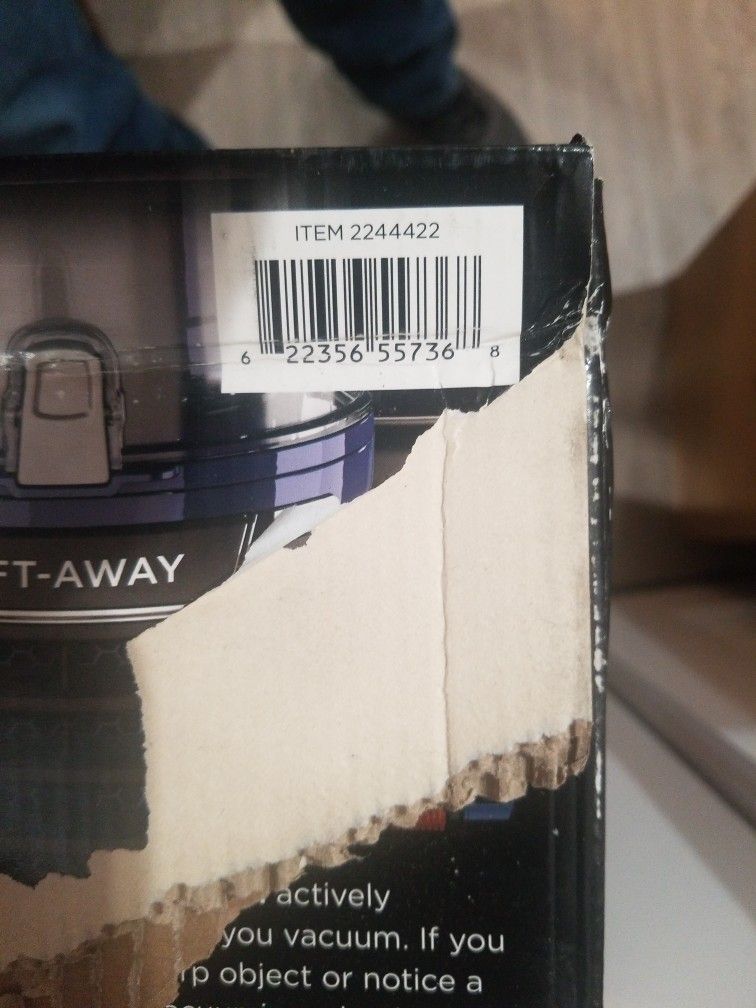 ITEM 2244422
6 22356 55736 8
FT-AWAY
actively
you vacuum. If you
object or notice a